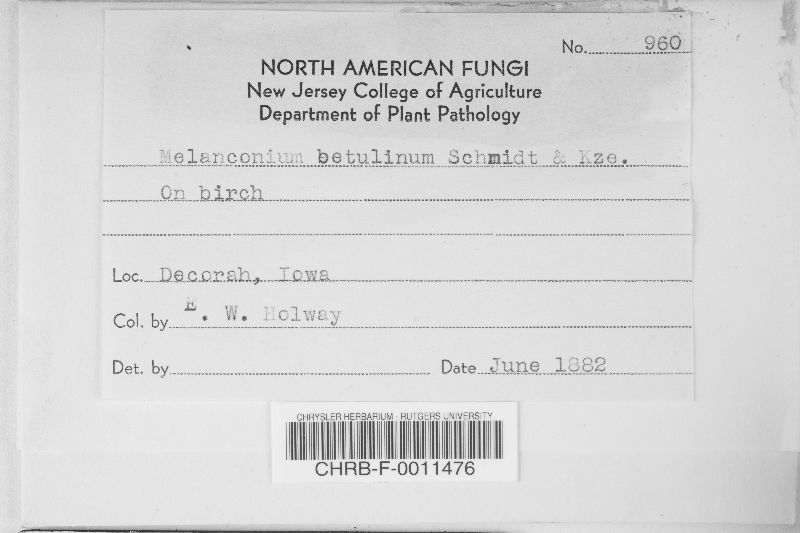 No. 960
NORTH AMERICAN FUNGI
New Jersey College of Agriculture
Department of Plant Pathology
Melanconium betulinum Schmidt & Kze.
On birch
Loc. Decorah, Iowa
Col. by E. W. Holway
Det. by
Date June 1882
CHRYSLER HERBARIUM - RUTGERS UNIVERSITY
CHRB-F-0011476